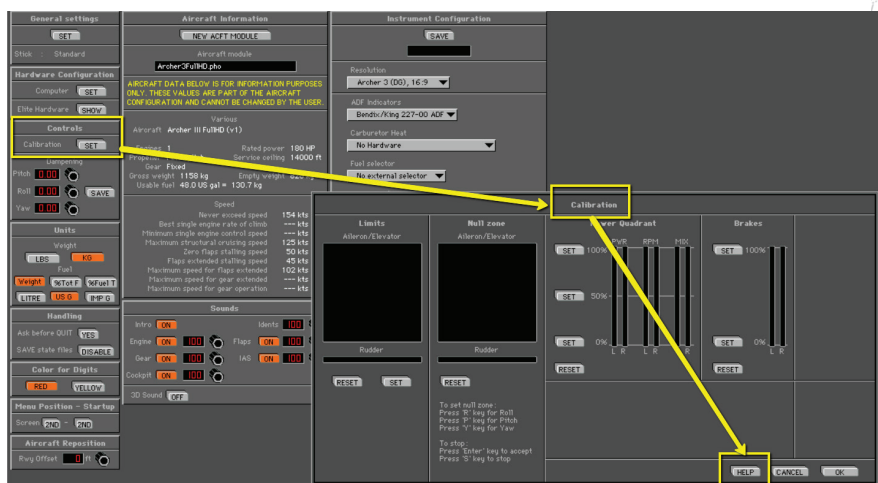 General settings
SET
Stick : Standard
Hardware Configuration
Computer SET
Elite Hardware SHOW
Controls
Calibration SET
Dampening
Pitch 0.00
Roll 0.00 SAVE
Yaw 0.00
Units
Weight
LBS KG
Fuel
Weight %Tot F %Fuel T
LITRE US G IMP G
Handling
Ask before QUIT YES
SAVE state files DISABLE
Color for Digits
RED YELLOW
Menu Position - Startup
Screen 2ND - 2ND
Aircraft Reposition
Rwy Offset 0 ft
Aircraft Information
NEW ACFT MODULE
Aircraft module
Archer3FullHD.pho
AIRCRAFT DATA BELOW IS FOR INFORMATION PURPOSES
ONLY. THESE VALUES ARE PART OF THE AIRCRAFT
CONFIGURATION AND CANNOT BE CHANGED BY THE USER.
Various
Aircraft Archer III FullHD (v1)
1 Rated power 180 HP
Service ceiling 14000 ft
Gear Fixed
Gross weight 1158 kg Empty weight
Usable fuel 48.0 US gal = 130.7 kg
Speed
Never exceed speed 154 kts
Best single engine rate of climb --- kts
Minimum single engine control speed --- kts
Maximum structural cruising speed 125 kts
Zero flaps stalling speed 50 kts
Flaps extended stalling speed 45 kts
Maximum speed for flaps extended 102 kts
Maximum speed for gear extended --- kts
Maximum speed for gear operation --- kts
Sounds
Intro ON Idents 100
Engine ON 100 Flaps ON 100
Gear ON 100 IAS ON 100
Cockpit ON 100
3D Sound OFF
Instrument Configuration
SAVE
Resolution
Archer 3 (DG), 16:9
ADF Indicators
Bendix/King 227-00 ADF
Carburetor Heat
No Hardware
Fuel selector
No external selector
Calibration
Limits
Aileron/Elevator
Rudder
RESET SET
Null zone
Aileron/Elevator
Rudder
RESET
To set null zone :
Press 'R' key for Roll
Press 'P' key for Pitch
Press 'Y' key for Yaw
To stop :
Press 'Enter' key to accept
Press 'S' key to stop
Quadrant
PWR RPM MIX
SET 100%
SET 50%
SET 0%
L R L R L R
RESET
Brakes
SET 100%
SET 0%
L R
RESET
HELP CANCEL OK